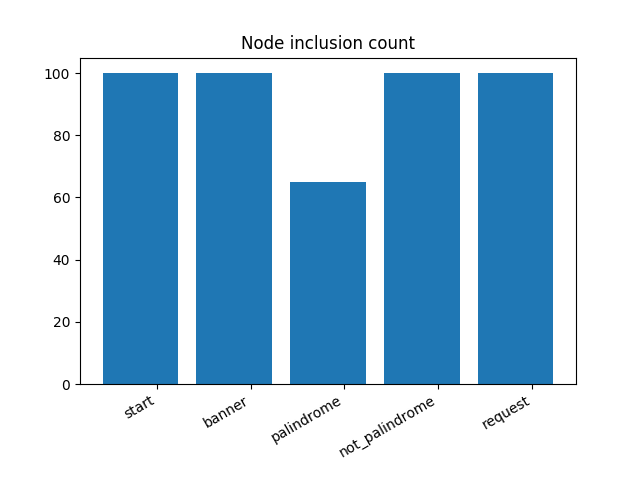 Node inclusion count
100
80
60
40
20
0
start
banner
palindrome
not_palindrome
request